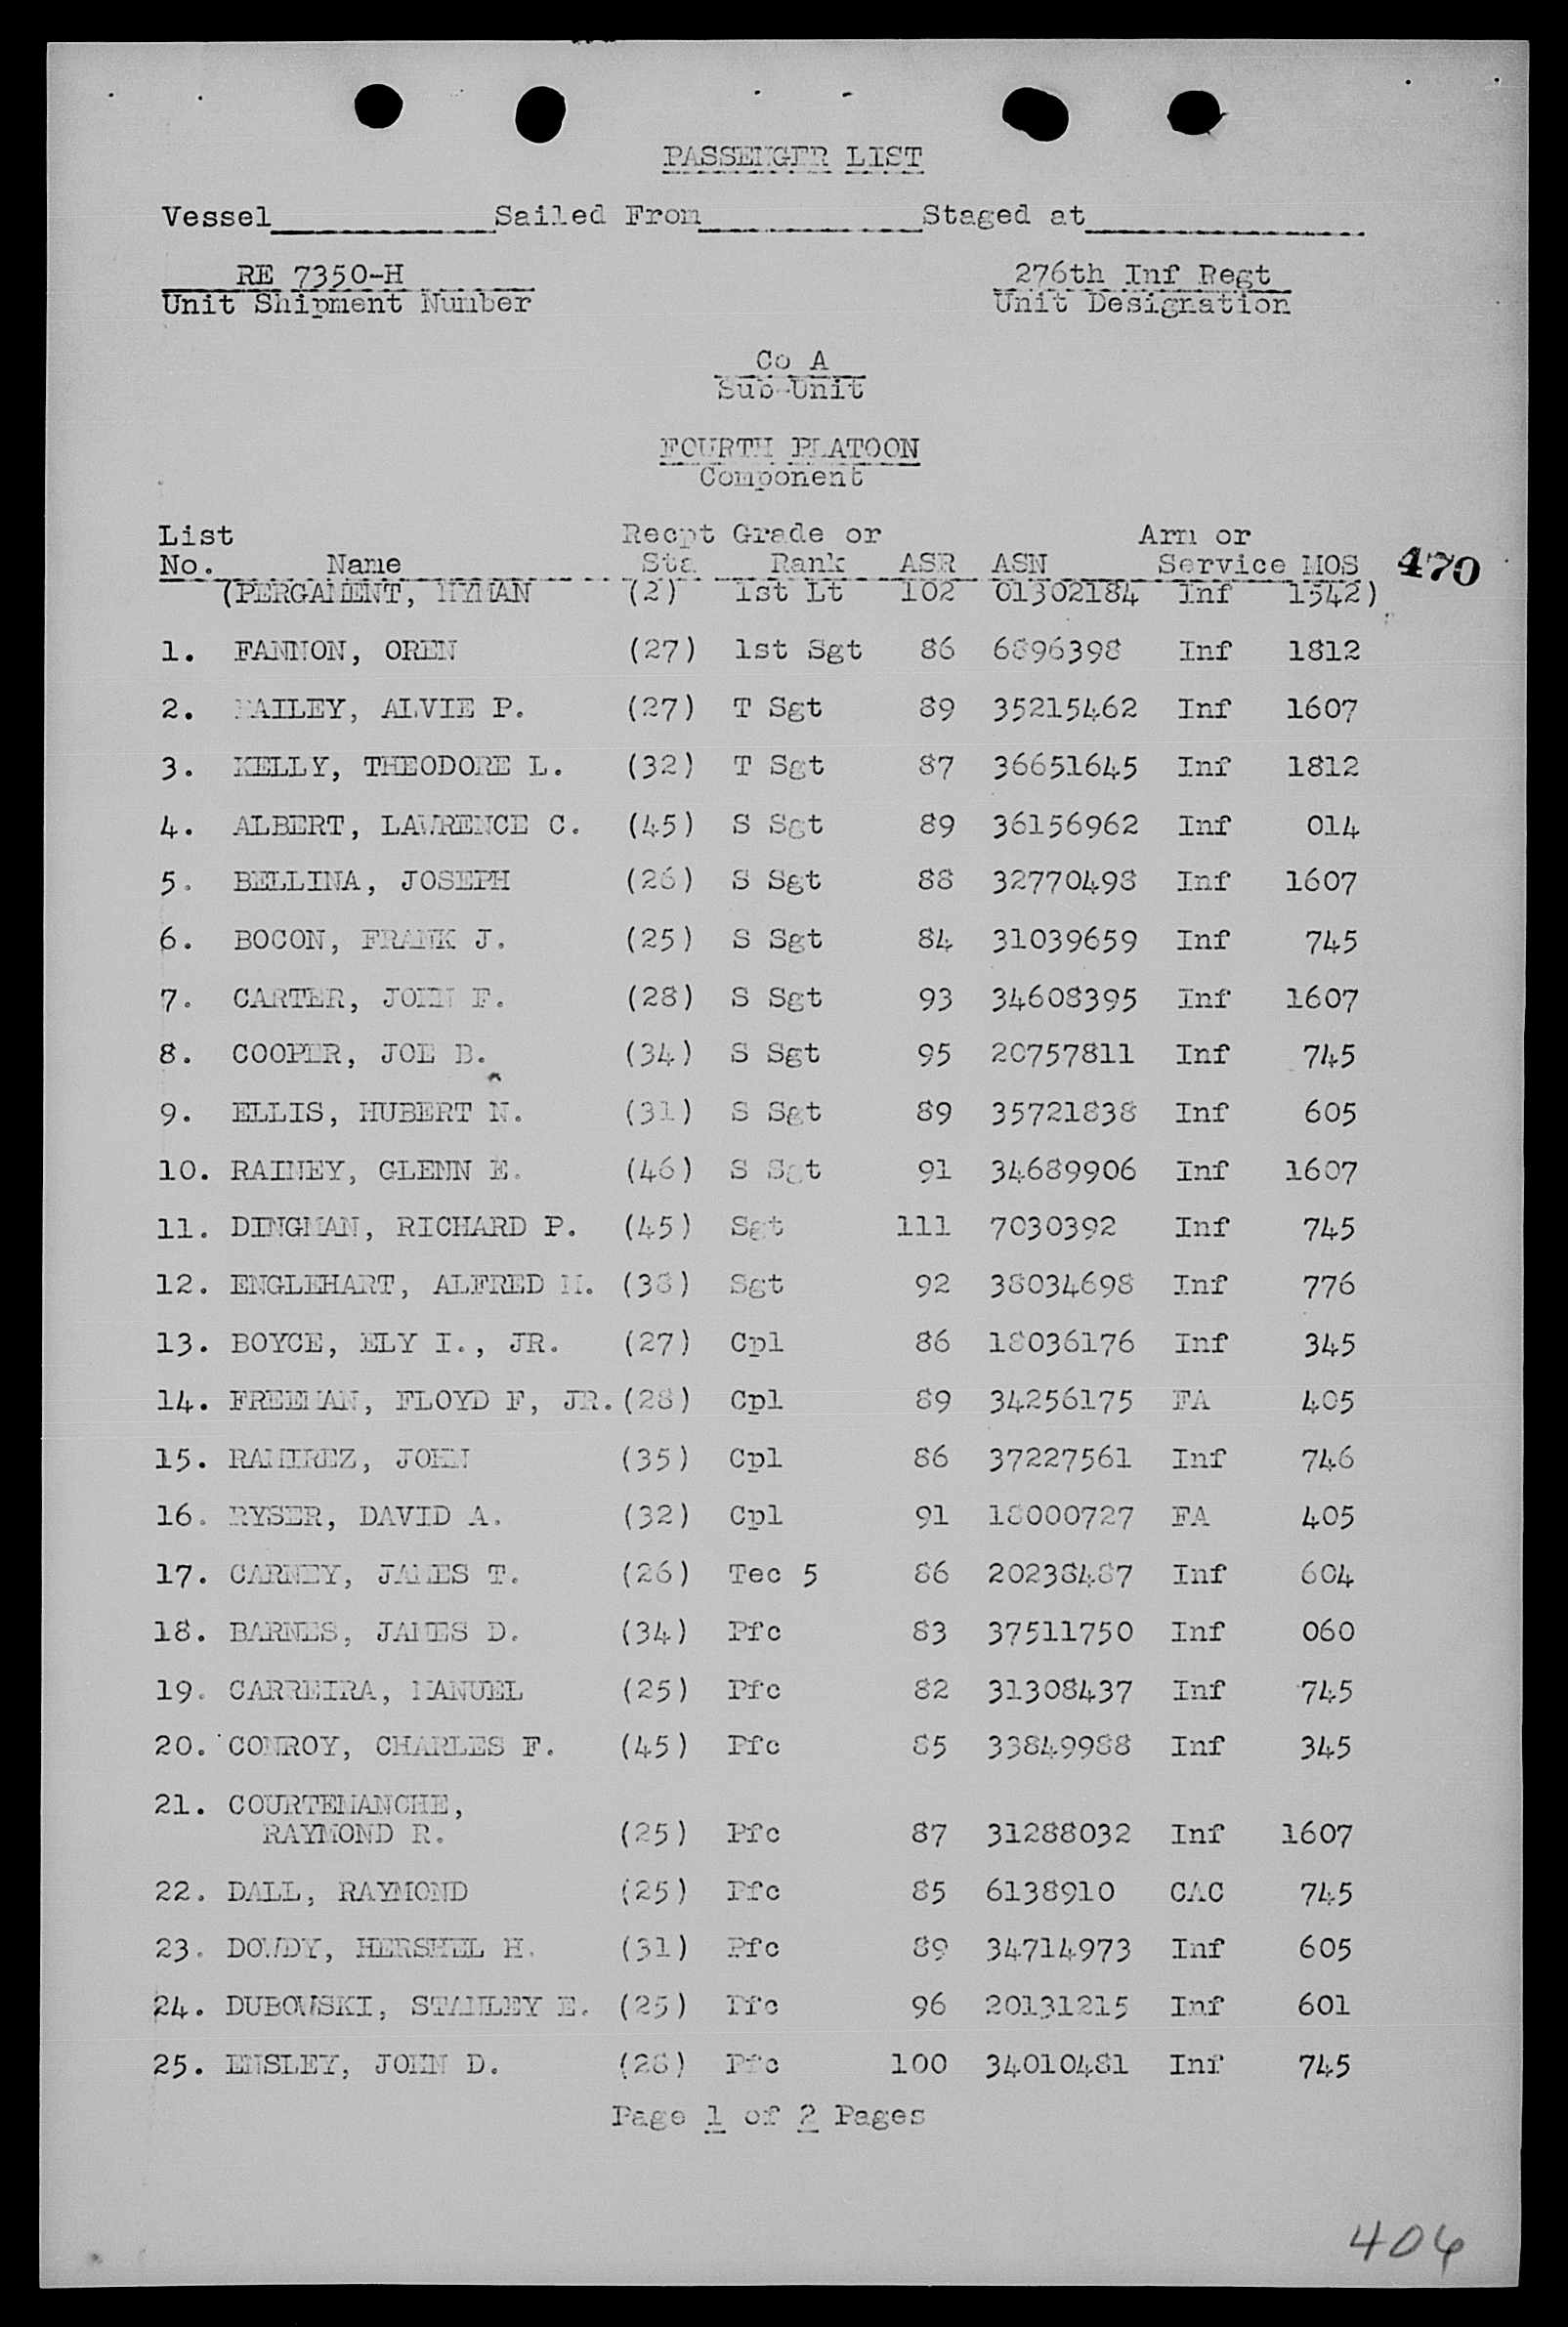 PASSENGER LIST
Vessel____________Sailed From____________Staged at_______________
RE 7350-H 276th Inf Regt
Unit Shipment Number Unit Designation
Co A
Sub-Unit
FOURTH PLATOON
Component
List Recpt Grade or Arm or
No. Name Sta Rank ASR ASN Service MOS 470
(PERGAMENT, HYMAN (2) 1st Lt 102 01302184 Inf 1542)
1. FANNON, OREN (27) 1st Sgt 86 6896398 Inf 1812
2. BAILEY, ALVIE P. (27) T Sgt 89 35215462 Inf 1607
3. KELLY, THEODORE L. (32) T Sgt 87 36651645 Inf 1812
4. ALBERT, LAWRENCE C. (45) S Sgt 89 36156962 Inf 014
5. BELLINA, JOSEPH (26) S Sgt 88 32770498 Inf 1607
6. BOCON, FRANK J. (25) S Sgt 84 31039659 Inf 745
7. CARTER, JOHN F. (28) S Sgt 93 34608395 Inf 1607
8. COOPER, JOE B. (34) S Sgt 95 20757811 Inf 745
9. ELLIS, HUBERT N. (31) S Sgt 89 35721838 Inf 605
10. RAINEY, GLENN E. (46) S Sgt 91 34689906 Inf 1607
11. DINGMAN, RICHARD P. (45) Sgt 111 7030392 Inf 745
12. ENGLEHART, ALFRED M. (38) Sgt 92 38034698 Inf 776
13. BOYCE, ELY I., JR. (27) Cpl 86 18036176 Inf 345
14. FREEMAN, FLOYD F, JR. (28) Cpl 89 34256175 FA 405
15. RAMIREZ, JOHN (35) Cpl 86 37227561 Inf 746
16. RYSER, DAVID A. (32) Cpl 91 18000727 FA 405
17. CARNEY, JAMES T. (26) Tec 5 86 20238487 Inf 604
18. BARNES, JAMES D. (34) Pfc 83 37511750 Inf 060
19. CARREIRA, MANUEL (25) Pfc 82 31308437 Inf 745
20. CONROY, CHARLES F. (45) Pfc 85 33849988 Inf 345
21. COURTEMANCHE,
RAYMOND R. (25) Pfc 87 31288032 Inf 1607
22. DALL, RAYMOND (25) Pfc 85 6138910 CAC 745
23. DOWDY, HERSHEL H. (31) Pfc 89 34714973 Inf 605
24. DUBOWSKI, STANLEY E. (25) Pfc 96 20131215 Inf 601
25. ENSLEY, JOHN D. (28) Pfc 100 34010481 Inf 745
Page 1 of 2 Pages
406